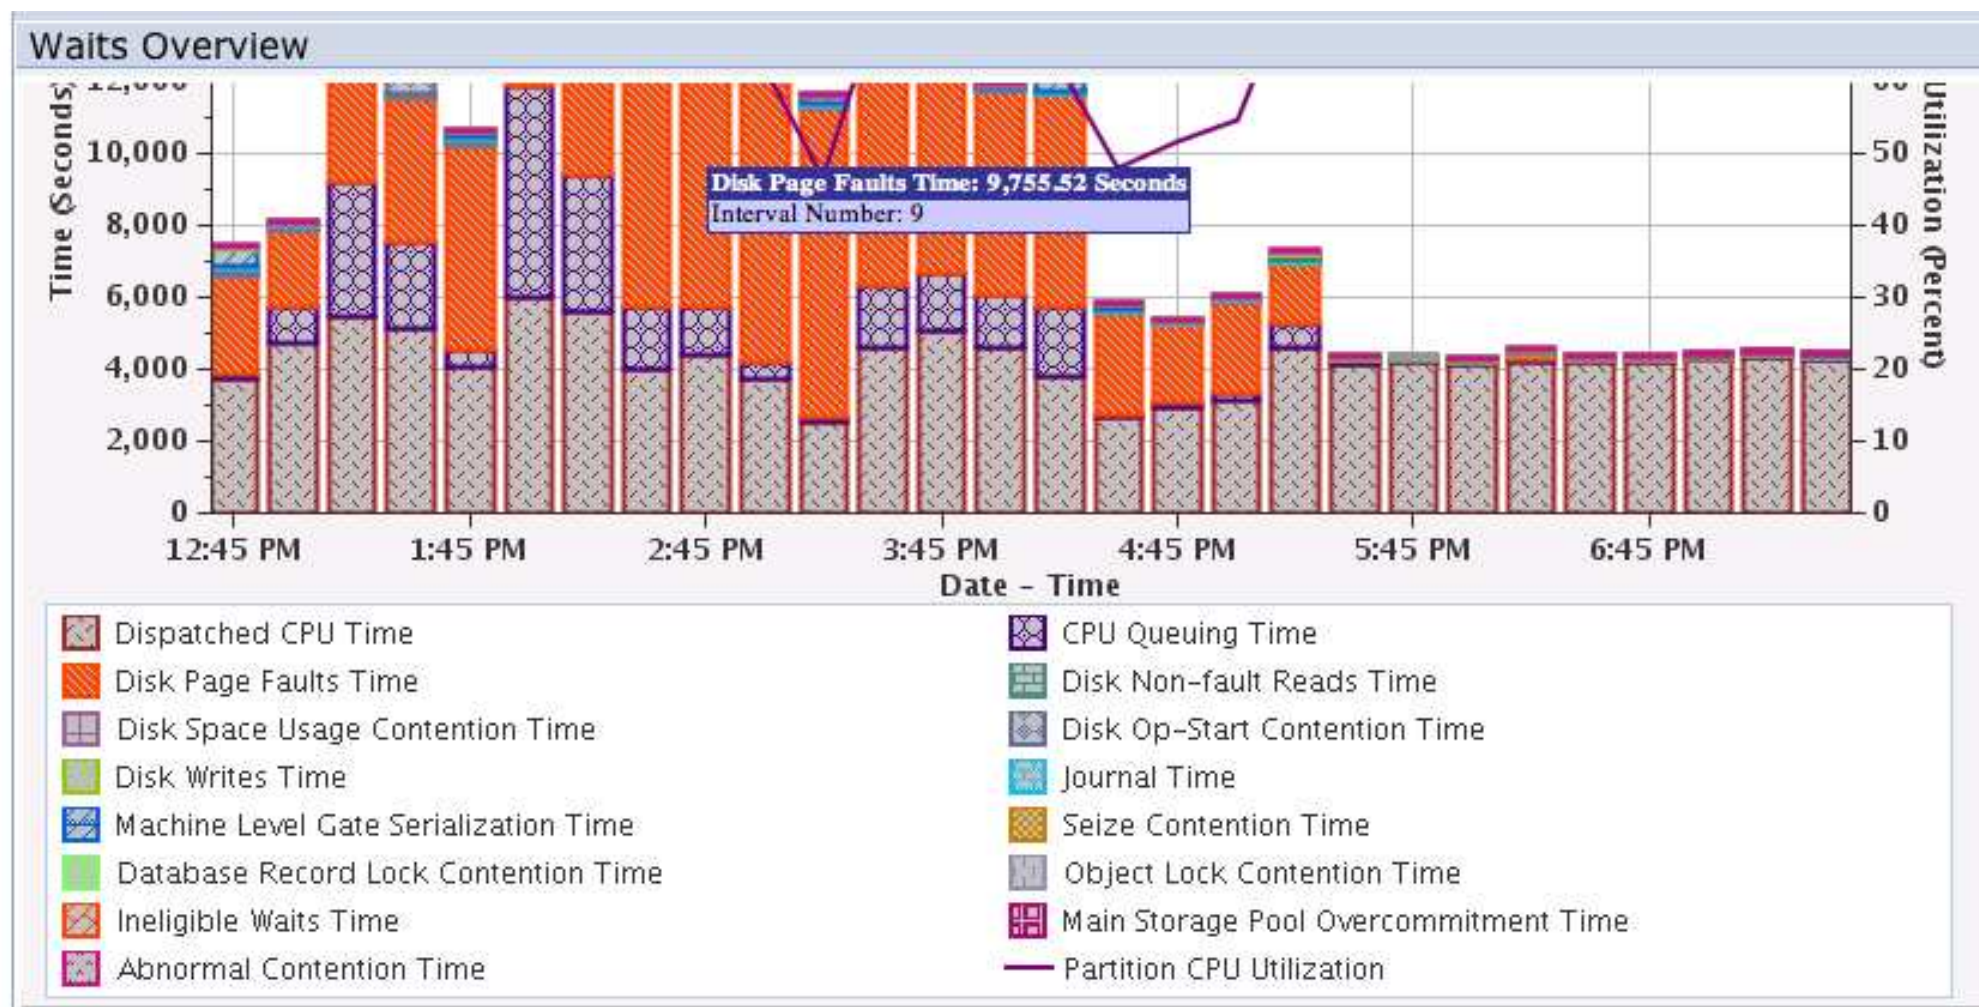 Waits Overview
Time (Seconds)
12,000
10,000
8,000
6,000
4,000
2,000
0
60
50
40
30
20
10
0
Utilization (Percent)
Disk Page Faults Time: 9,755.52 Seconds
Interval Number: 9
12:45 PM 1:45 PM 2:45 PM 3:45 PM 4:45 PM 5:45 PM 6:45 PM
Date - Time
Dispatched CPU Time
CPU Queuing Time
Disk Page Faults Time
Disk Non-fault Reads Time
Disk Space Usage Contention Time
Disk Op-Start Contention Time
Disk Writes Time
Journal Time
Machine Level Gate Serialization Time
Seize Contention Time
Database Record Lock Contention Time
Object Lock Contention Time
Ineligible Waits Time
Main Storage Pool Overcommitment Time
Abnormal Contention Time
Partition CPU Utilization